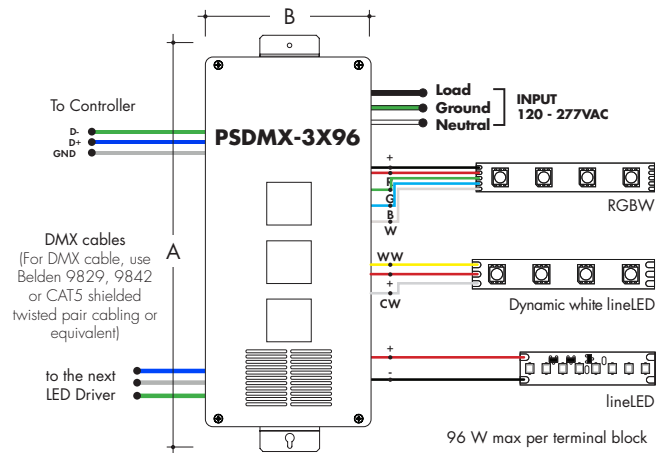 B
To Controller
D-
D+
GND
PSDMX-3X96
Load
Ground
Neutral
INPUT
120 - 277VAC
+
R
G
B
W
RGBW
A
DMX cables
(For DMX cable, use
Belden 9829, 9842
or CAT5 shielded
twisted pair cabling or
equivalent)
WW
+
CW
Dynamic white lineLED
to the next
LED Driver
+
-
lineLED
96 W max per terminal block